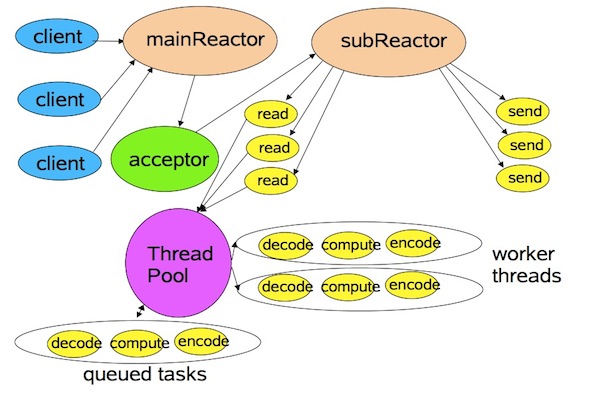 client
mainReactor
subReactor
client
read
send
client
acceptor
read
send
read
send
Thread
Pool
decode compute encode
decode compute encode
worker
threads
decode compute encode
queued tasks